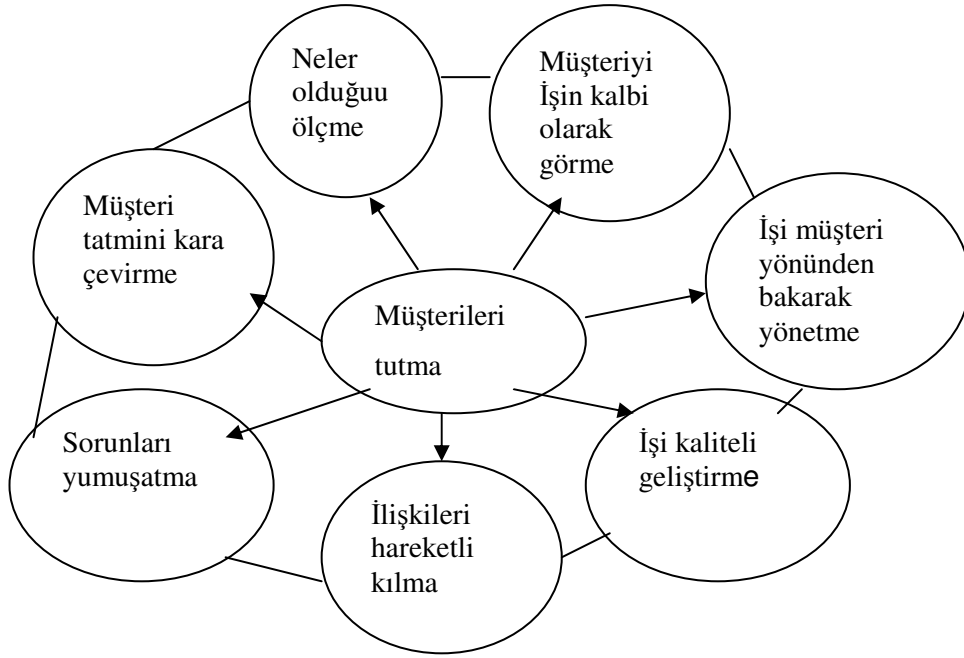 Neler
olduğuu
ölçme
Müşteriyi
İşin kalbi
olarak
görme
Müşteri
tatmini kara
çevirme
İşi müşteri
yönünden
bakarak
yönetme
Müşterileri
tutma
Sorunları
yumuşatma
İşi kaliteli
geliştirme
İlişkileri
hareketli
kılma